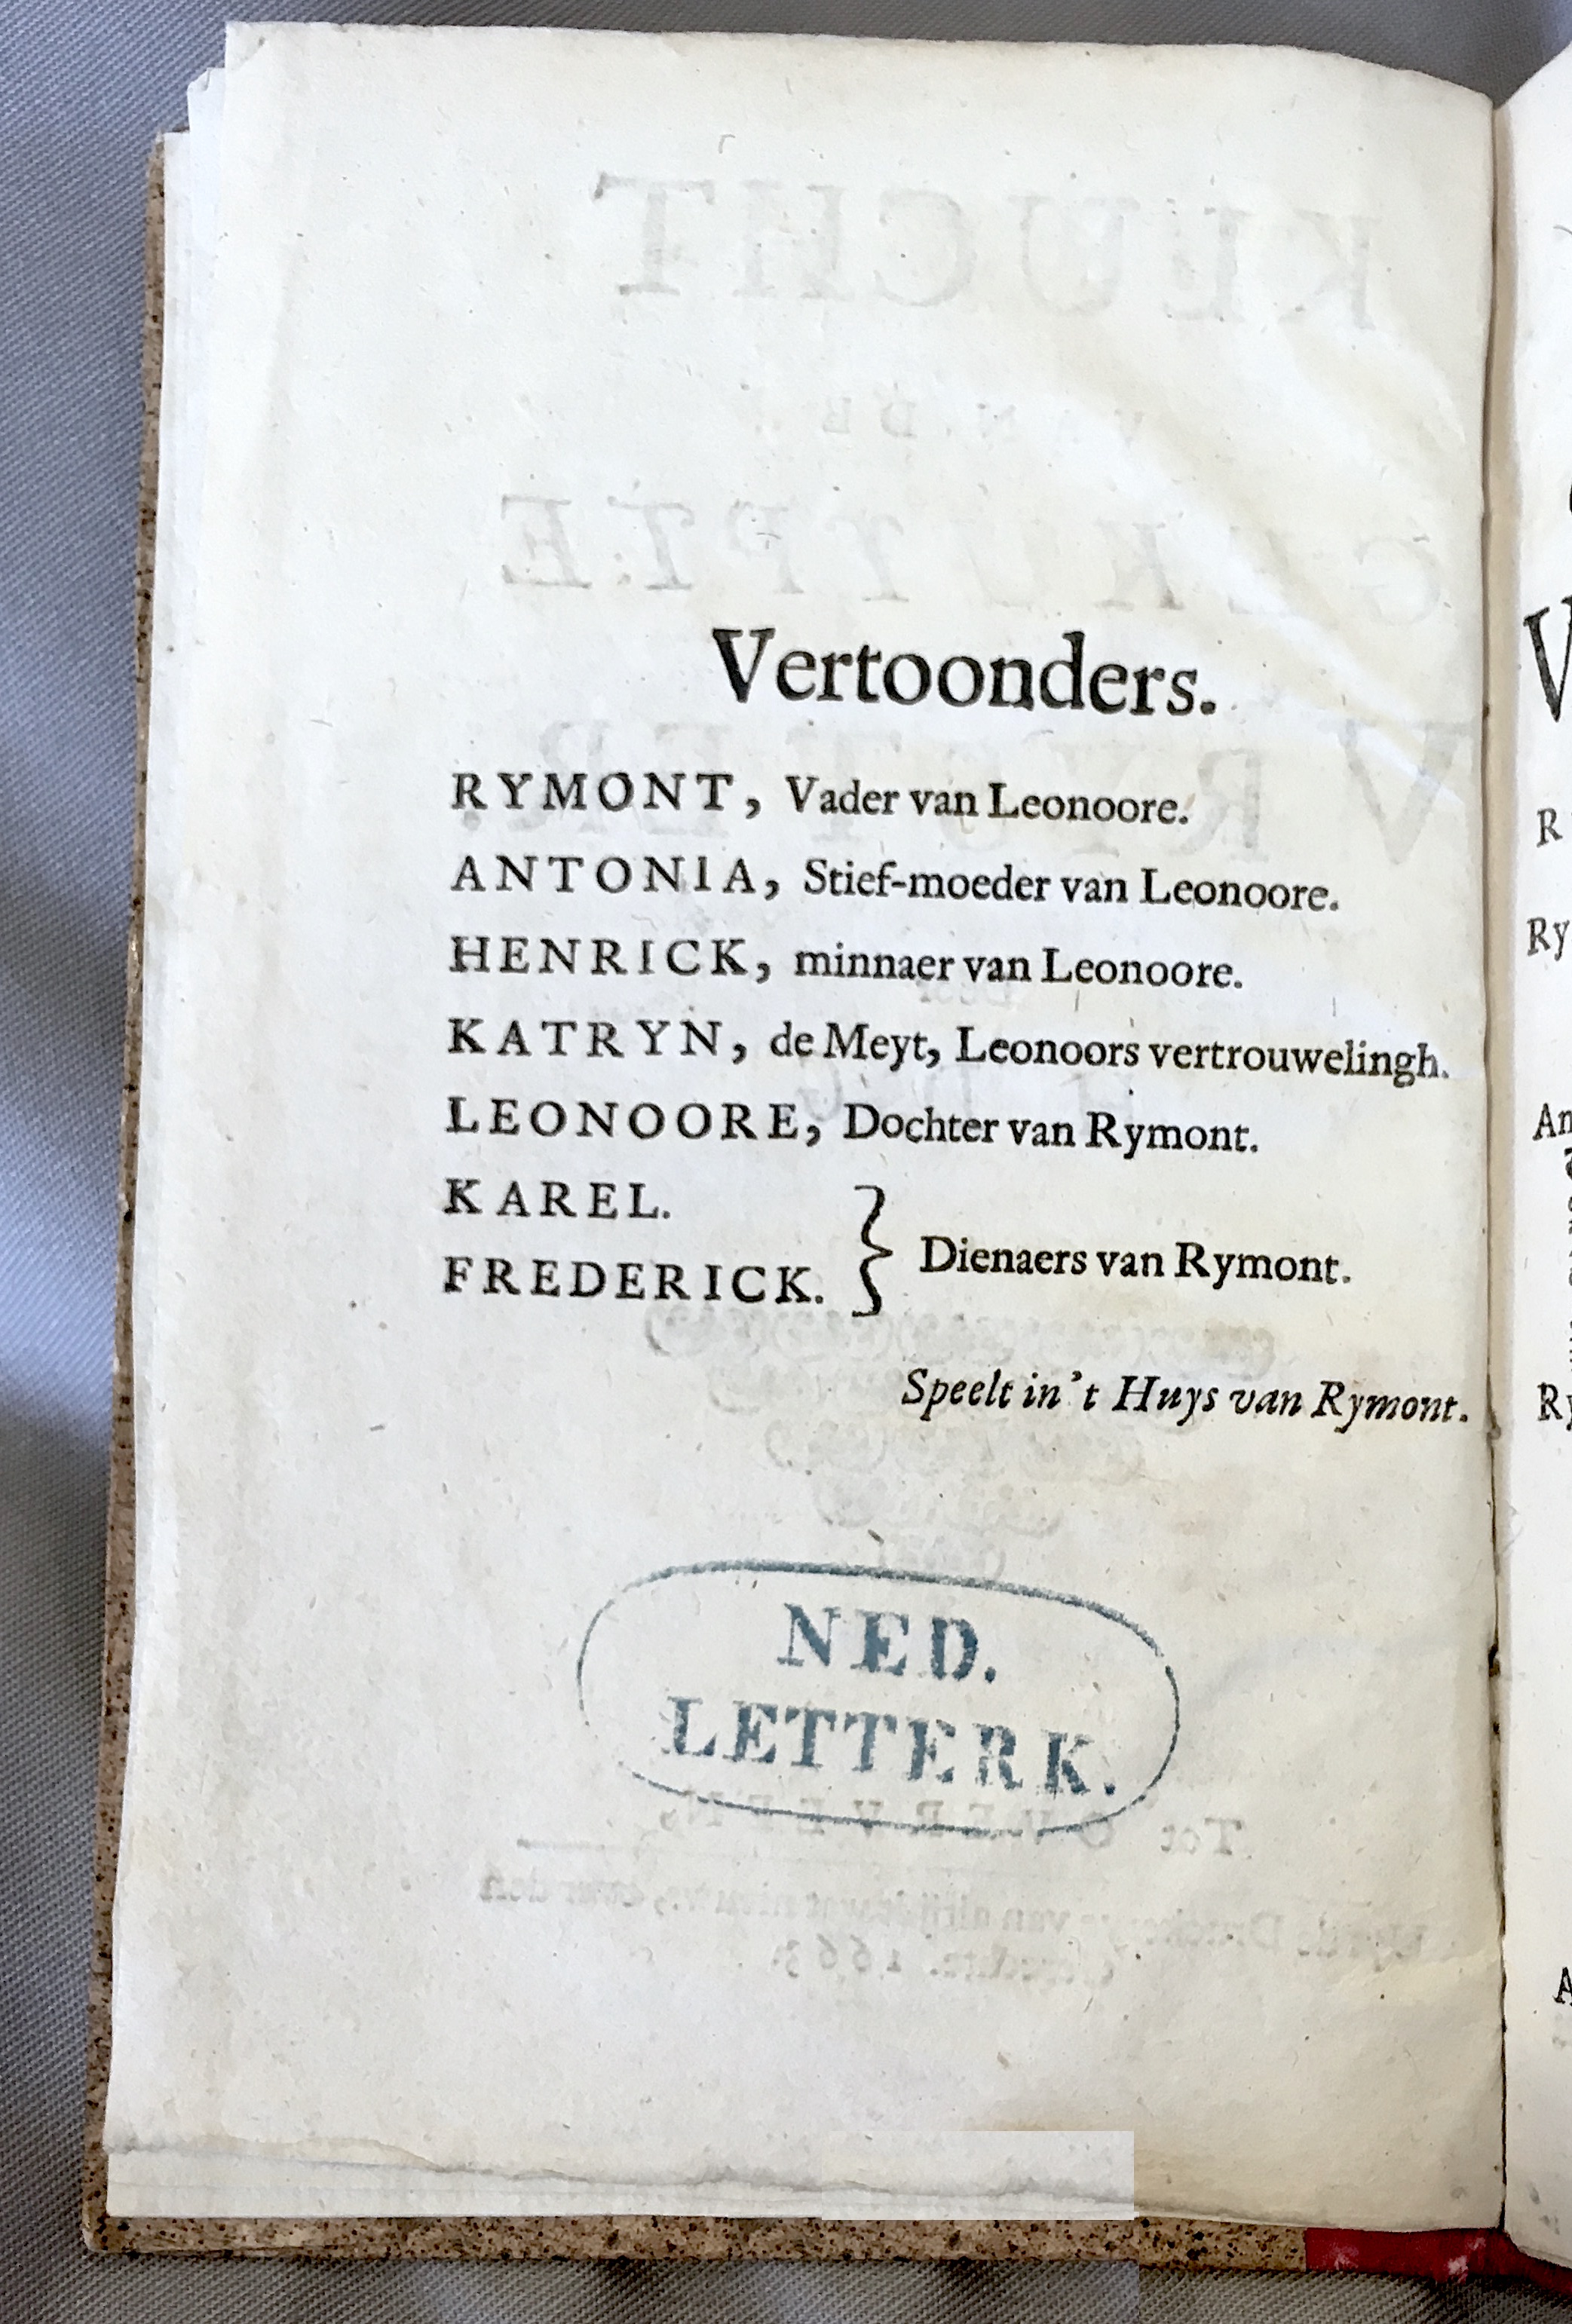 Vertoonders.
RYMONT, Vader van Leonoore.
ANTONIA, Stief-moeder van Leonoore.
HENRICK, minnaer van Leonoore.
KATRYN, de Meyt, Leonoors vertrouwelingh.
LEONOORE, Dochter van Rymont.
KAREL.
FREDERICK. } Dienaers van Rymont.
Speelt in't Huys van Rymont.
NED.
LETTERK.